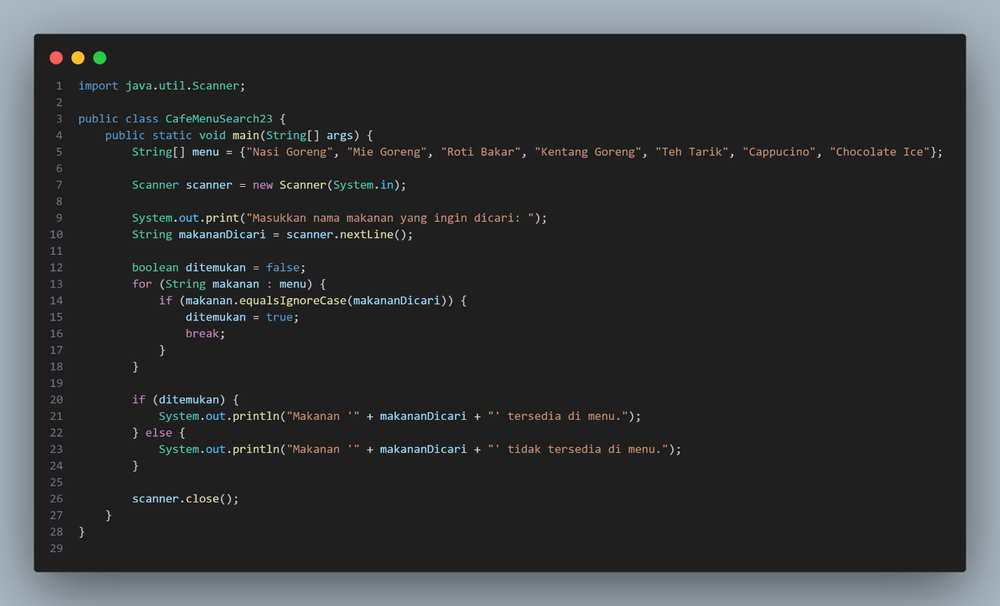 1 import java.util.Scanner;
2
3 public class CafeMenuSearch23 {
4     public static void main(String[] args) {
5         String[] menu = {"Nasi Goreng", "Mie Goreng", "Roti Bakar", "Kentang Goreng", "Teh Tarik", "Cappucino", "Chocolate Ice"};
6
7         Scanner scanner = new Scanner(System.in);
8
9         System.out.print("Masukkan nama makanan yang ingin dicari: ");
10         String makananDicari = scanner.nextLine();
11
12         boolean ditemukan = false;
13         for (String makanan : menu) {
14             if (makanan.equalsIgnoreCase(makananDicari)) {
15                 ditemukan = true;
16                 break;
17             }
18         }
19
20         if (ditemukan) {
21             System.out.println("Makanan '" + makananDicari + "' tersedia di menu.");
22         } else {
23             System.out.println("Makanan '" + makananDicari + "' tidak tersedia di menu.");
24         }
25
26         scanner.close();
27     }
28 }
29